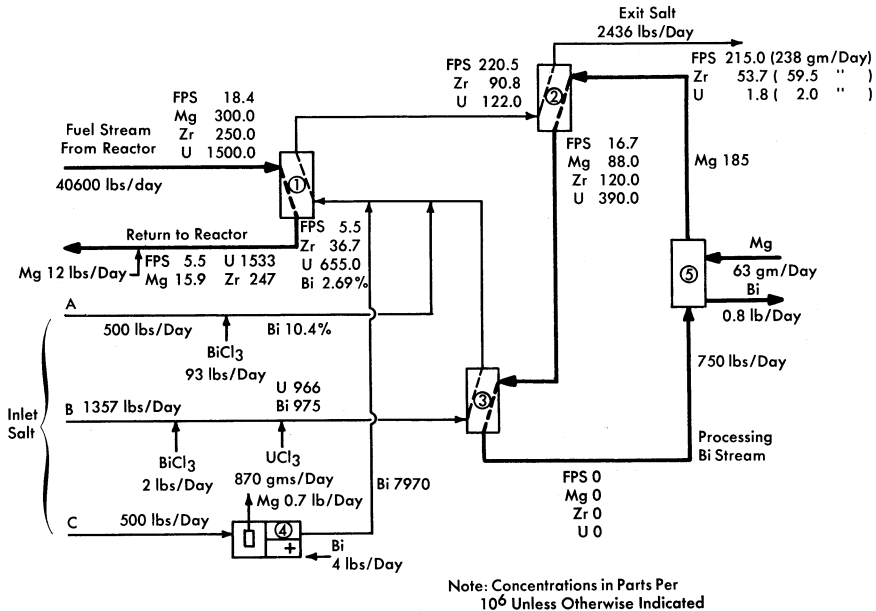 Exit Salt
2436 lbs/Day
FPS 220.5
Zr 90.8
U 122.0
②
FPS 215.0 (238 gm/Day)
Zr 53.7 ( 59.5 " )
U 1.8 ( 2.0 " )
FPS 18.4
Mg 300.0
Zr 250.0
U 1500.0
Fuel Stream
From Reactor
40600 lbs/day
①
FPS 16.7
Mg 88.0
Zr 120.0
U 390.0
Mg 185
Return to Reactor
FPS 5.5
Zr 36.7
U 655.0
Bi 2.69%
Mg 12 lbs/Day
FPS 5.5 U 1533
Mg 15.9 Zr 247
Mg
63 gm/Day
⑤
Bi
0.8 lb/Day
A
500 lbs/Day
Bi 10.4%
BiCl3
93 lbs/Day
750 lbs/Day
Inlet
Salt
B
1357 lbs/Day
U 966
Bi 975
③
BiCl3
2 lbs/Day
UCl3
870 gms/Day
Processing
Bi Stream
FPS 0
Mg 0
Zr 0
U 0
Mg 0.7 lb/Day
Bi 7970
C
500 lbs/Day
④
+
Bi
4 lbs/Day
Note: Concentrations in Parts Per
10⁶ Unless Otherwise Indicated